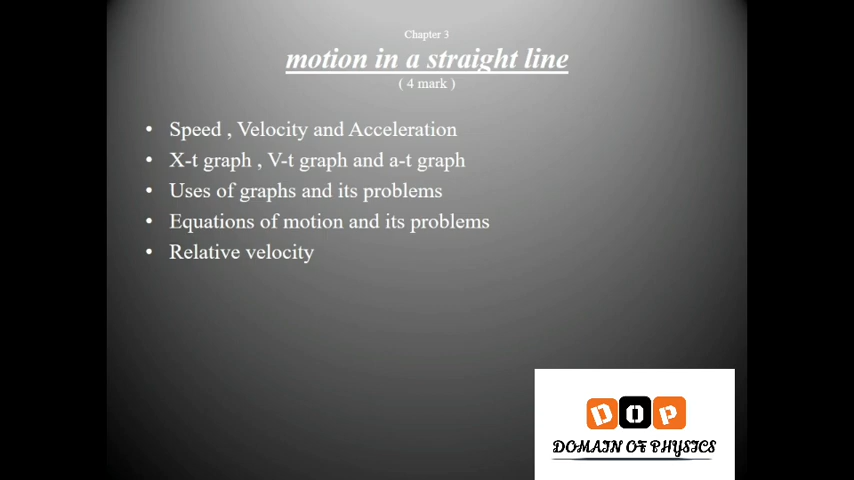 Chapter 3
motion in a straight line
( 4 mark )
• Speed , Velocity and Acceleration
• X-t graph , V-t graph and a-t graph
• Uses of graphs and its problems
• Equations of motion and its problems
• Relative velocity
DOP
DOMAIN OF PHYSICS